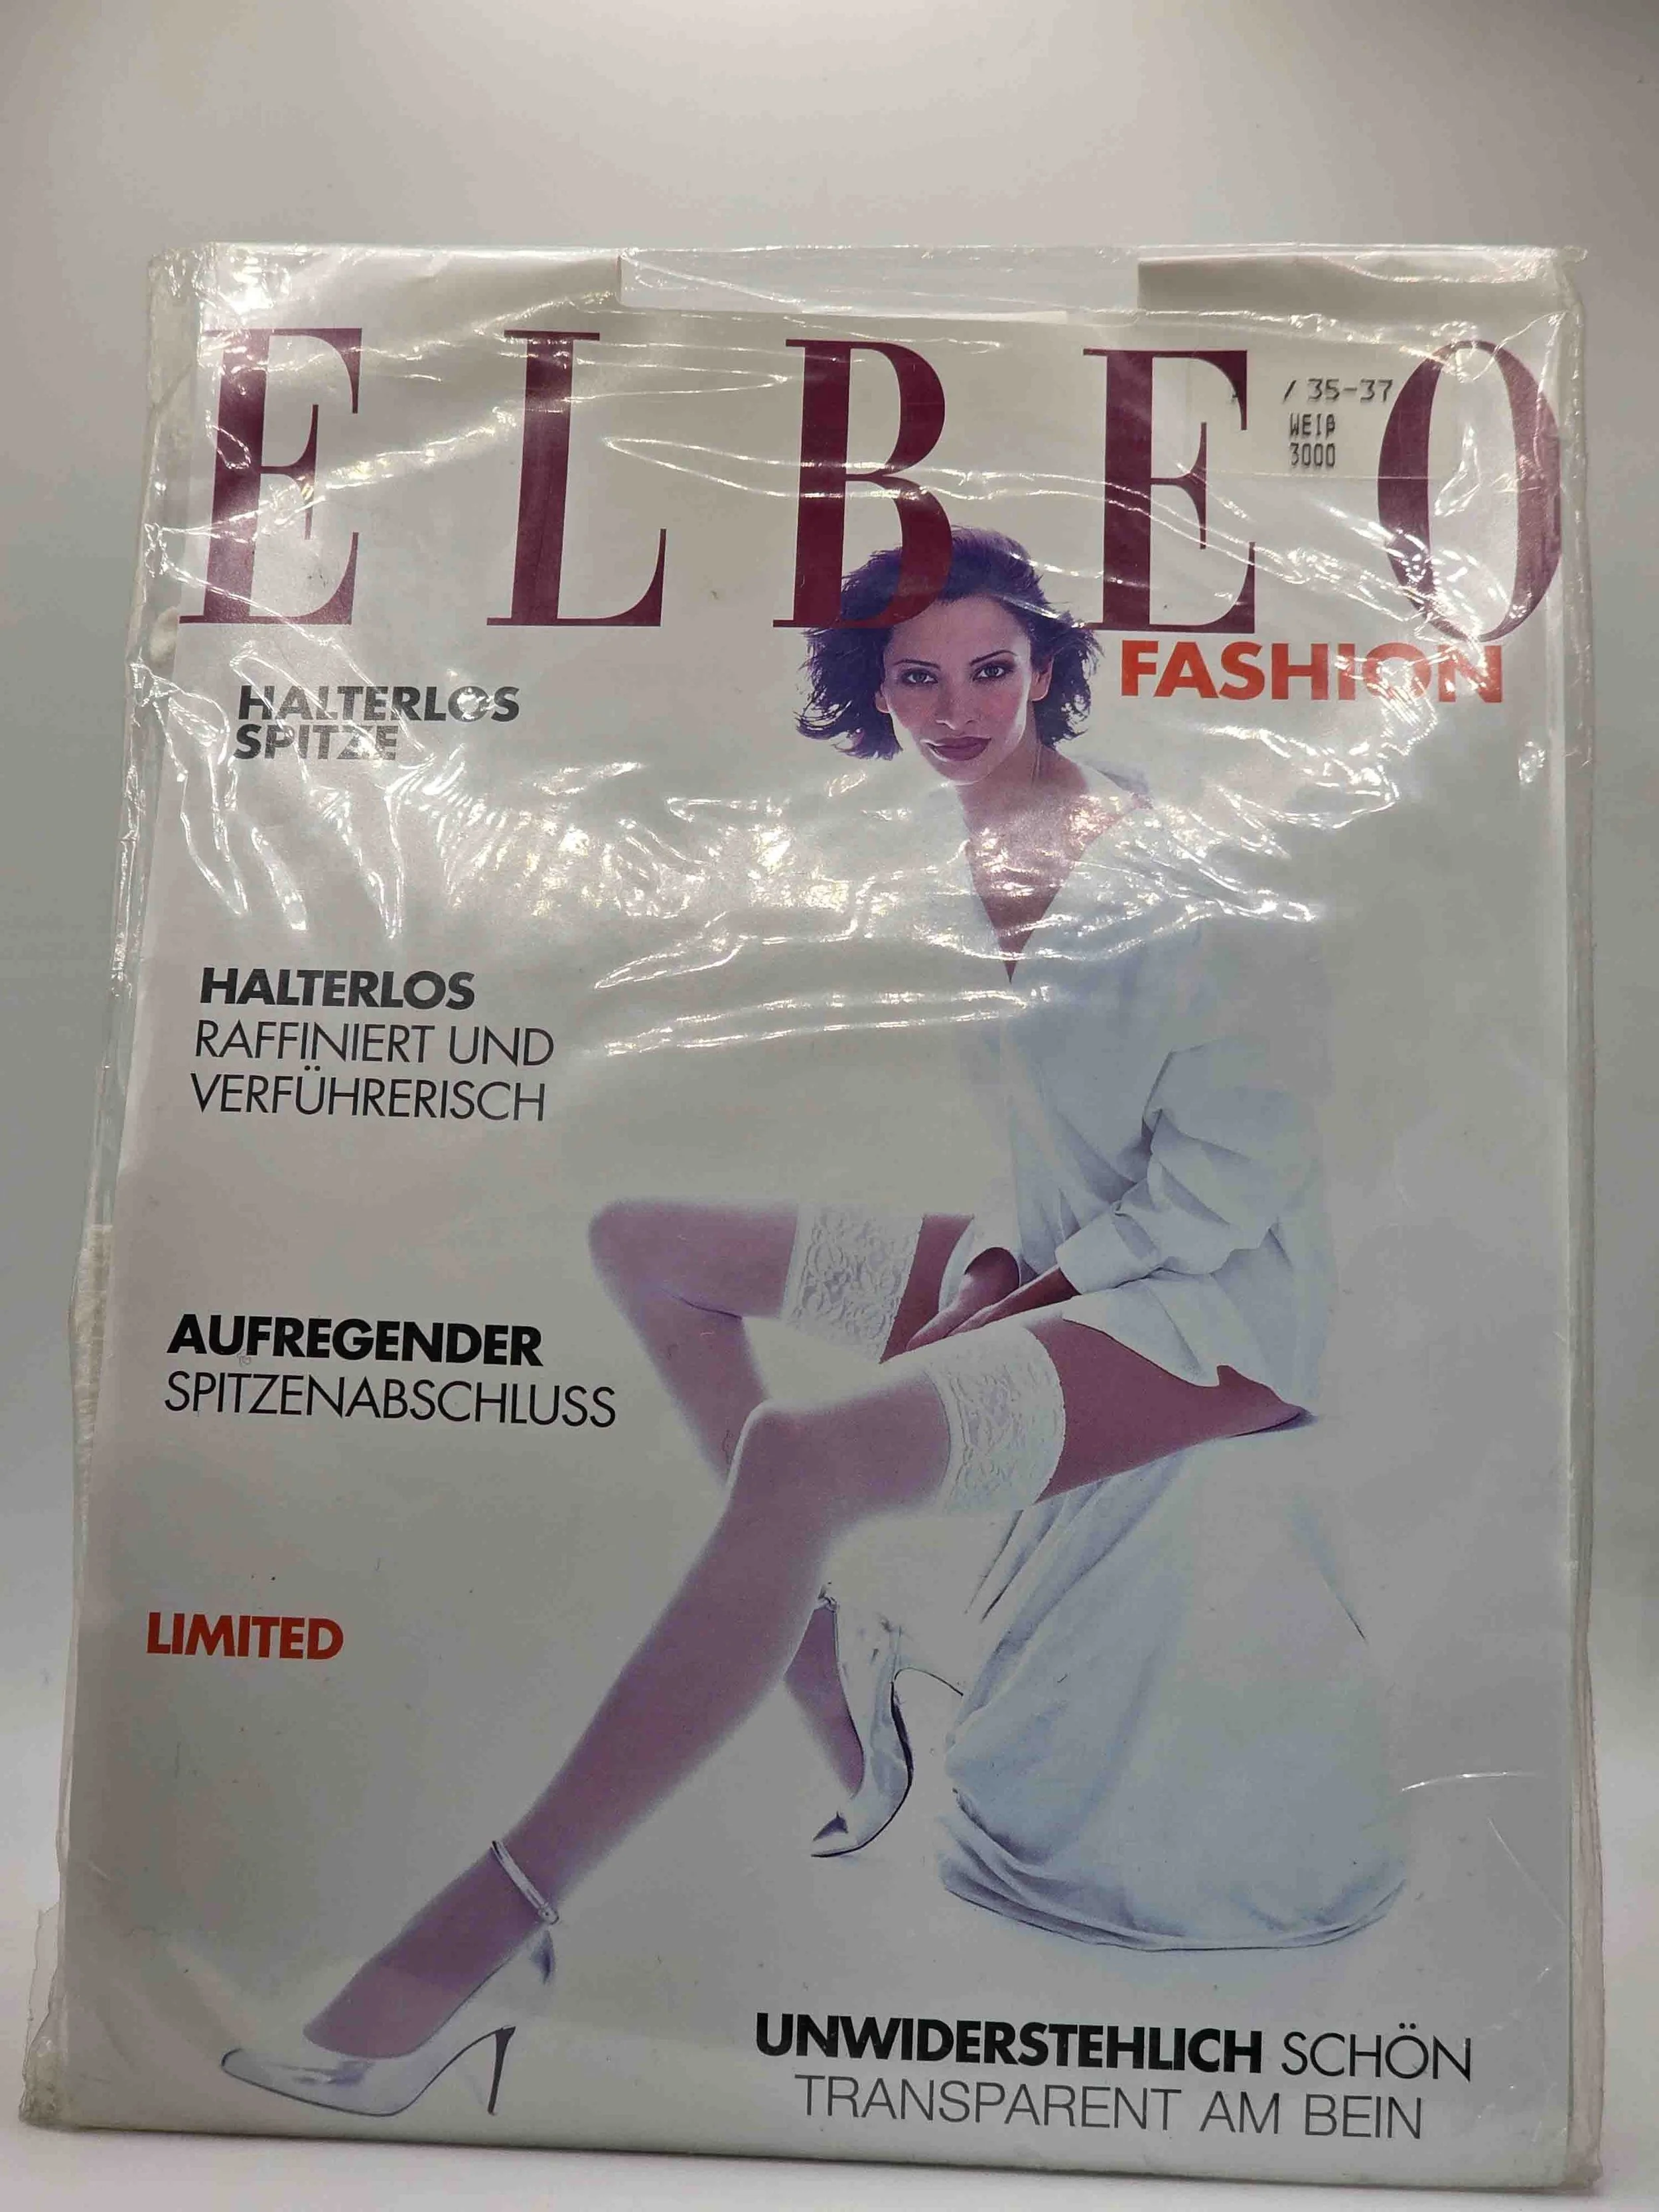 ELBEO
/ 35-37
WEIß
3000
FASHION
HALTERLOS
SPITZE
HALTERLOS
RAFFINIERT UND
VERFÜHRERISCH
AUFREGENDER
SPITZENABSCHLUSS
LIMITED
UNWIDERSTEHLICH SCHÖN
TRANSPARENT AM BEIN